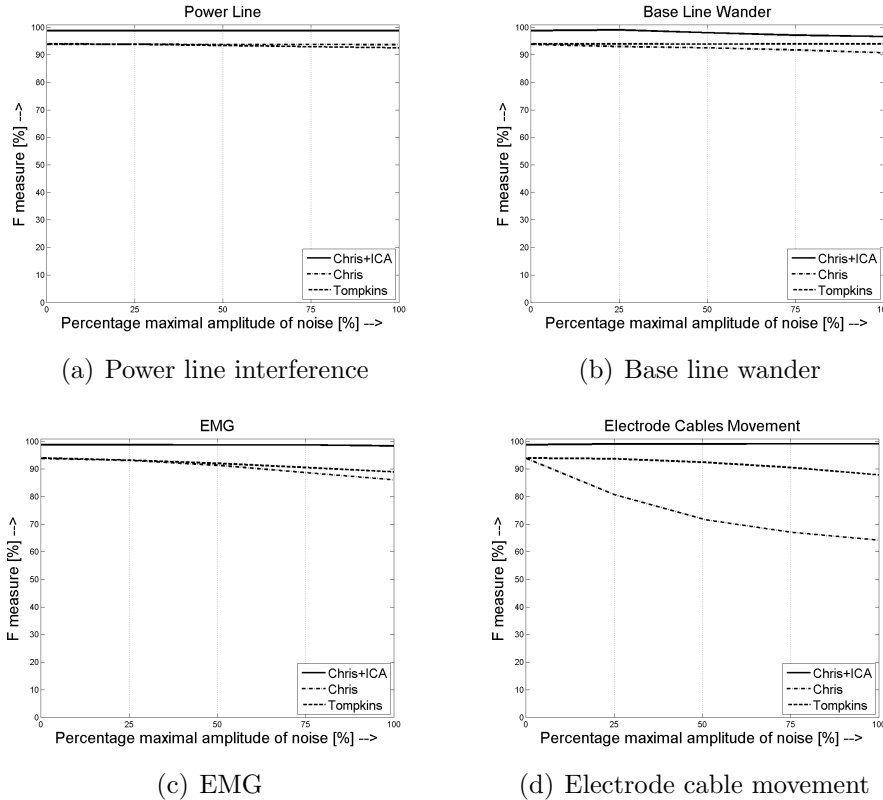 Power Line
100
90
80
70
60
50
40
30
20
10
0
0 25 50 75 100
F measure [%] -->
Percentage maximal amplitude of noise [%] -->
Chris+ICA
Chris
Tompkins
(a) Power line interference
Base Line Wander
100
90
80
70
60
50
40
30
20
10
0
0 25 50 75 100
F measure [%] -->
Percentage maximal amplitude of noise [%] -->
Chris+ICA
Chris
Tompkins
(b) Base line wander
EMG
100
90
80
70
60
50
40
30
20
10
0
0 25 50 75 100
F measure [%] -->
Percentage maximal amplitude of noise [%] -->
Chris+ICA
Chris
Tompkins
(c) EMG
Electrode Cables Movement
100
90
80
70
60
50
40
30
20
10
0
0 25 50 75 100
F measure [%] -->
Percentage maximal amplitude of noise [%] -->
Chris+ICA
Chris
Tompkins
(d) Electrode cable movement